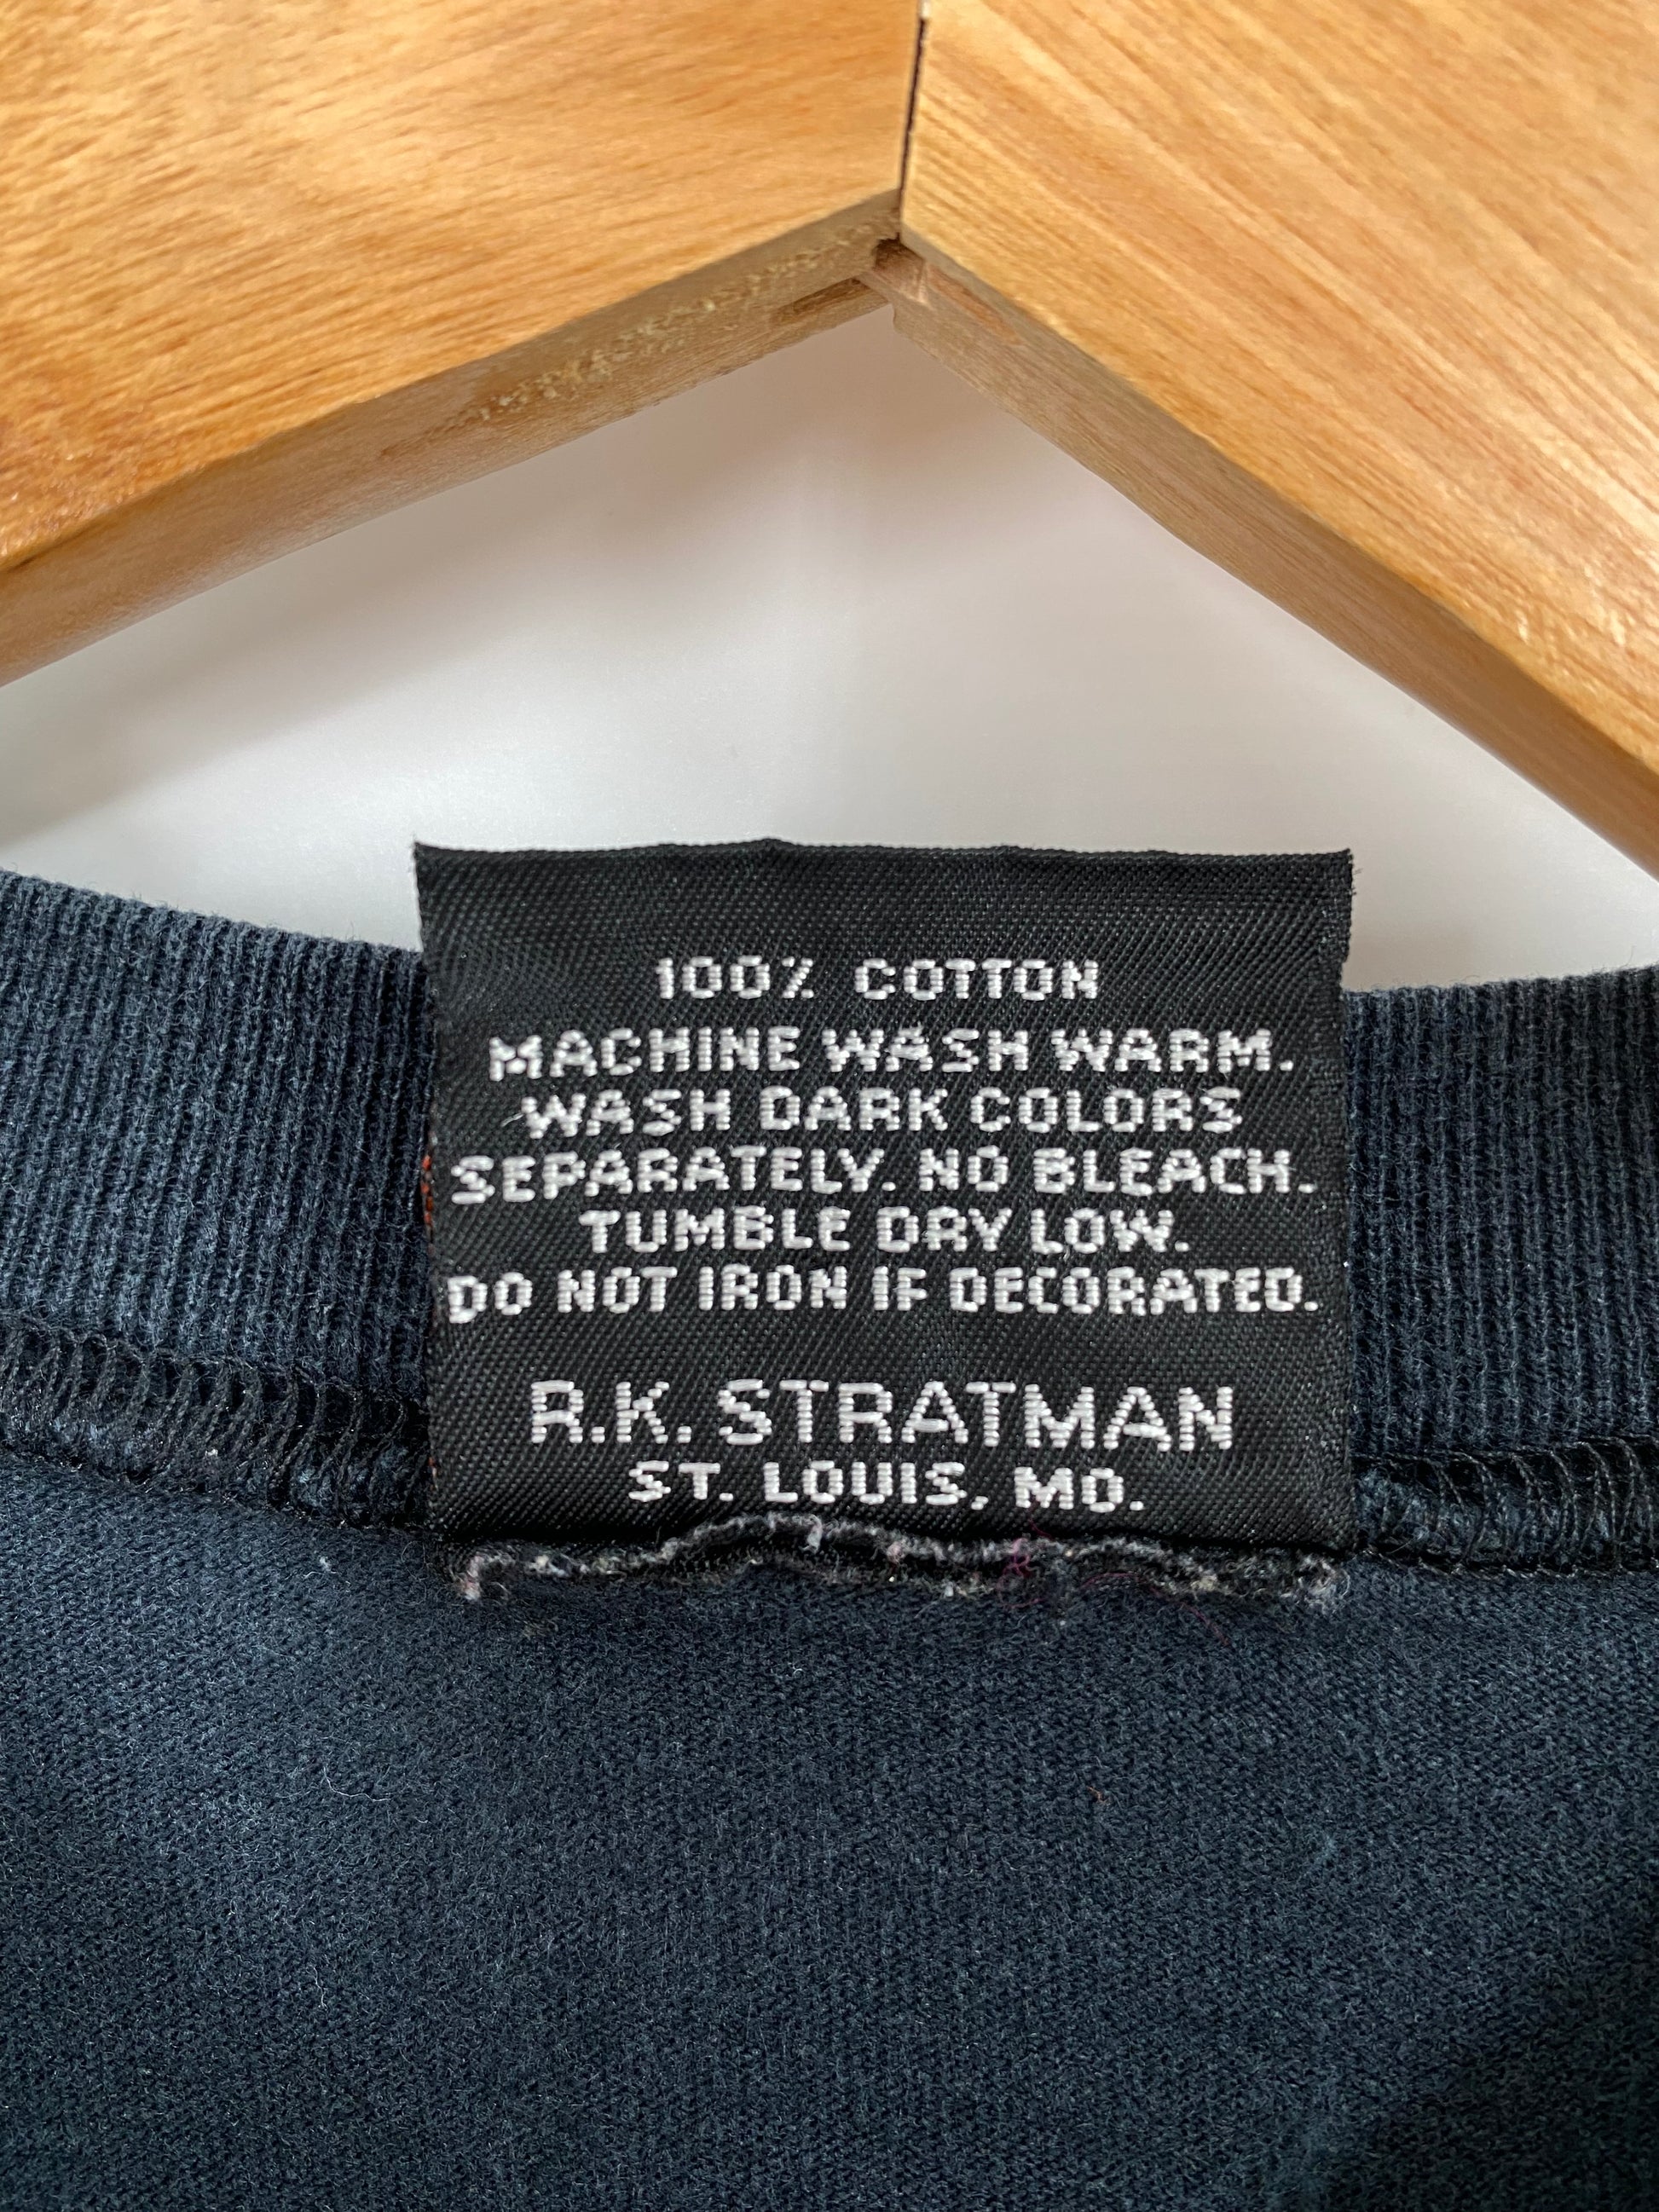 100% COTTON
MACHINE WASH WARM.
WASH DARK COLORS
SEPARATELY. NO BLEACH.
TUMBLE DRY LOW.
DO NOT IRON IF DECORATED.
R.K. STRATMAN
ST. LOUIS, MO.